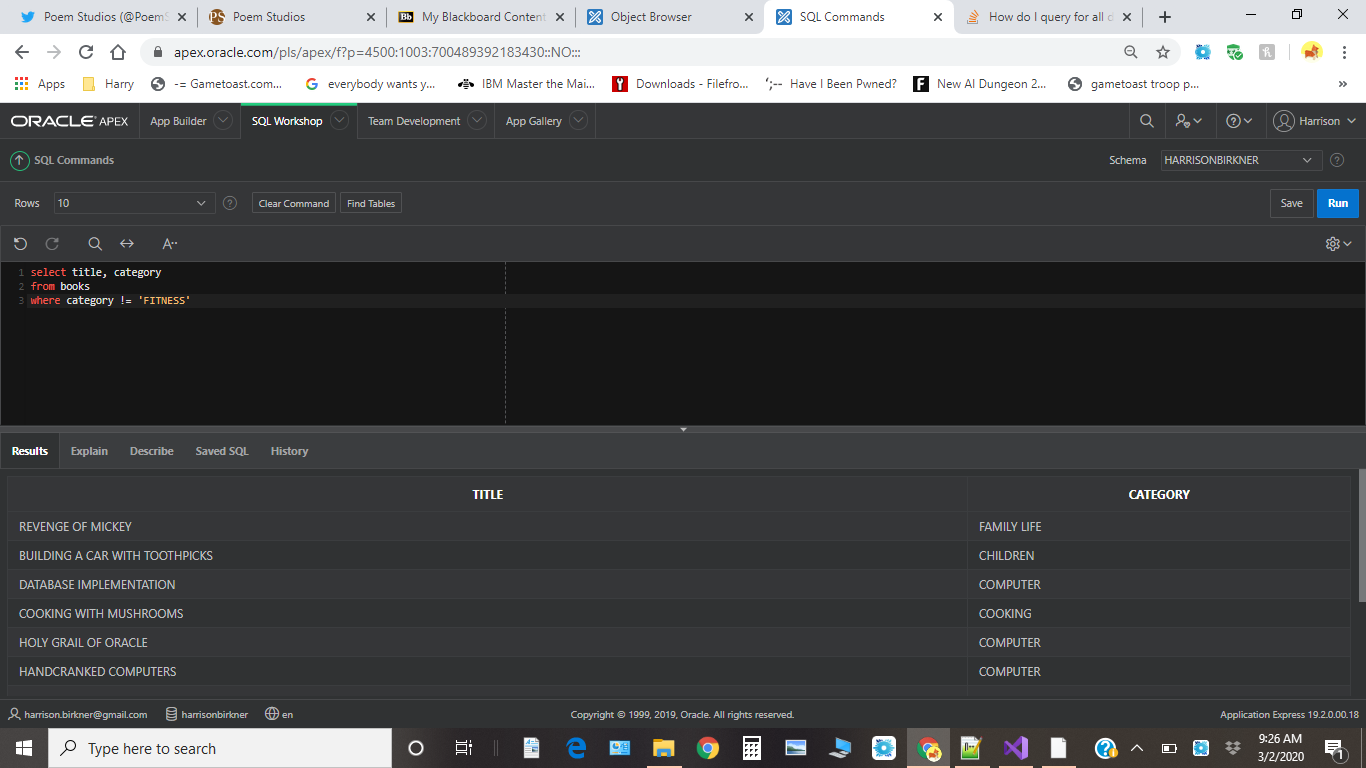 Poem Studios (@PoemS
Poem Studios
My Blackboard Content
Object Browser
SQL Commands
How do I query for all d
apex.oracle.com/pls/apex/f?p=4500:1003:700489392183430::NO:::
Apps
Harry
-= Gametoast.com...
everybody wants y...
IBM Master the Mai...
Downloads - Filefro...
Have I Been Pwned?
New AI Dungeon 2...
gametoast troop p...
»
ORACLE APEX
App Builder
SQL Workshop
Team Development
App Gallery
Harrison
SQL Commands
Schema
HARRISONBIRKNER
Rows
10
Clear Command
Find Tables
Save
Run
1 select title, category
2 from books
3 where category != 'FITNESS'
Results
Explain
Describe
Saved SQL
History
TITLE CATEGORY
REVENGE OF MICKEY FAMILY LIFE
BUILDING A CAR WITH TOOTHPICKS CHILDREN
DATABASE IMPLEMENTATION COMPUTER
COOKING WITH MUSHROOMS COOKING
HOLY GRAIL OF ORACLE COMPUTER
HANDCRANKED COMPUTERS COMPUTER
harrison.birkner@gmail.com
harrisonbirkner
en
Copyright © 1999, 2019, Oracle. All rights reserved.
Application Express 19.2.0.00.18
Type here to search
9:26 AM
3/2/2020
1